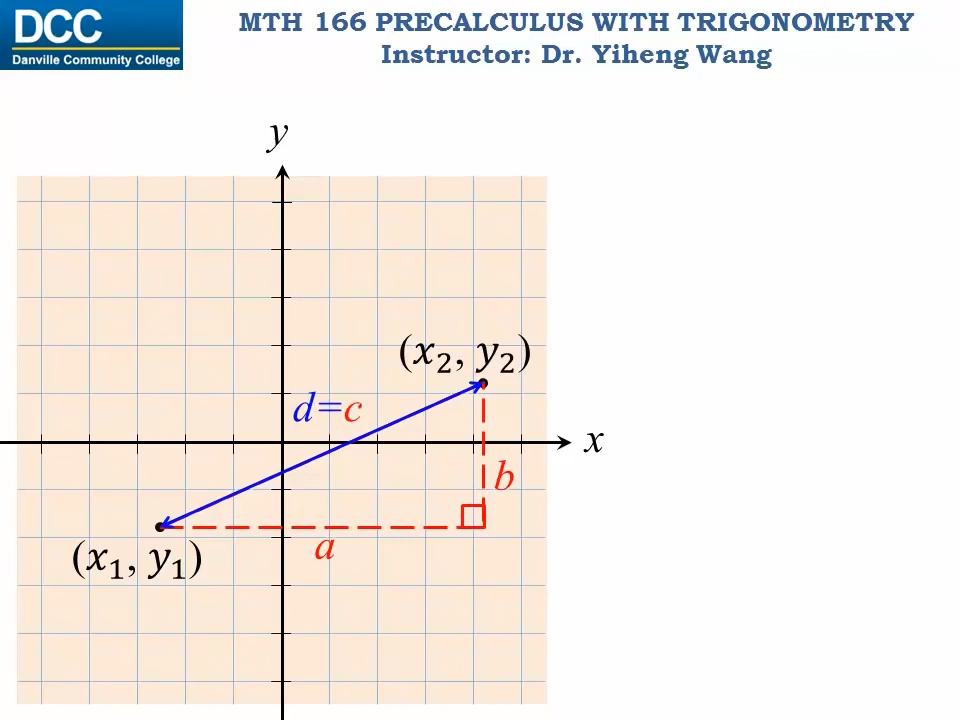 DCC
Danville Community College
MTH 166 PRECALCULUS WITH TRIGONOMETRY
Instructor: Dr. Yiheng Wang
y
(x₂, y₂)
d=c
x
b
a
(x₁, y₁)